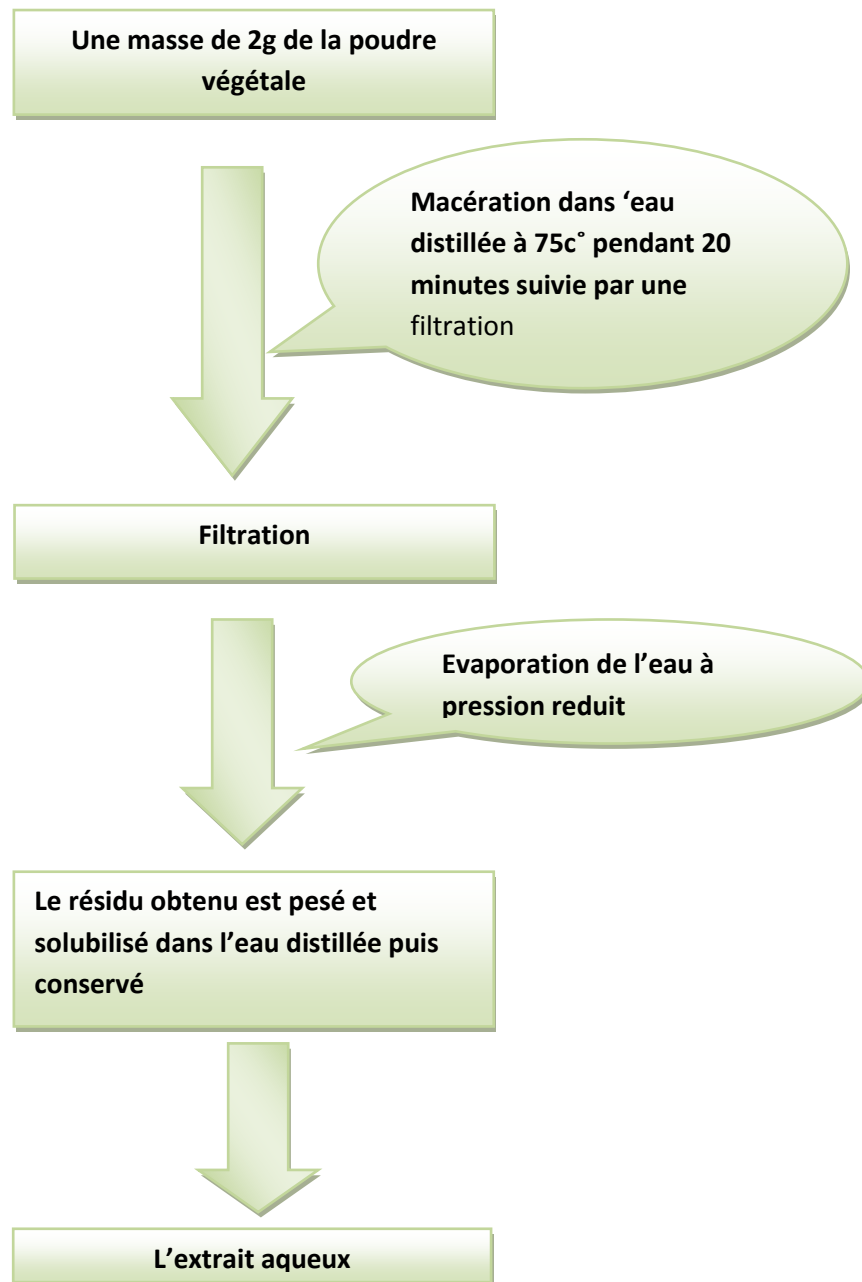 Une masse de 2g de la poudre
végétale
Macération dans ‘eau
distillée à 75c˚ pendant 20
minutes suivie par une
filtration
Filtration
Evaporation de l’eau à
pression reduit
Le résidu obtenu est pesé et
solubilisé dans l’eau distillée puis
conservé
L’extrait aqueux